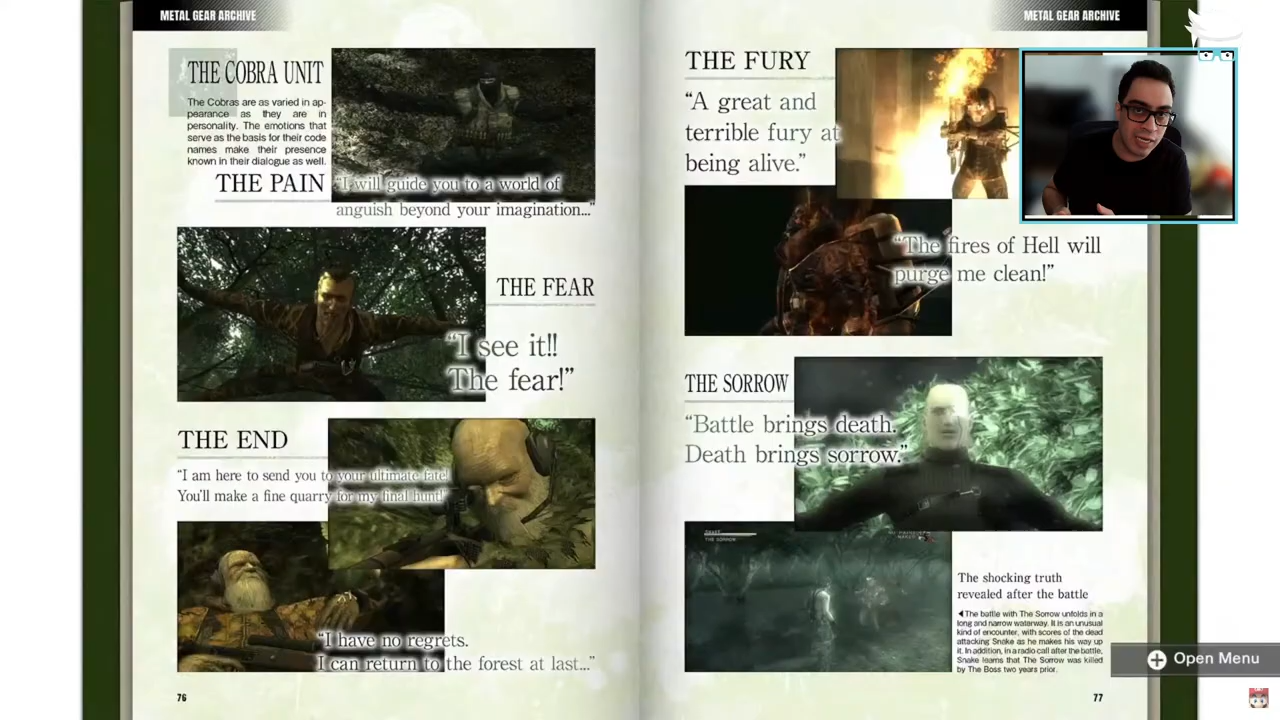 METAL GEAR ARCHIVE
THE COBRA UNIT
The Cobras are as varied in ap-
pearance as they are in
personality. The emotions that
serve as the basis for their code
names make their presence
known in their dialogue as well.
THE PAIN
“I will guide you to a world of
anguish beyond your imagination...”
THE FEAR
“I see it!!
The fear!”
THE END
“I am here to send you to your ultimate fate!
You'll make a fine quarry for my final hunt!”
“I have no regrets.
I can return to the forest at last...”
76
METAL GEAR ARCHIVE
THE FURY
“A great and
terrible fury at
being alive.”
“The fires of Hell will
purge me clean!”
THE SORROW
“Battle brings death.
Death brings sorrow.”
THE SORROW
The shocking truth
revealed after the battle
◀The battle with The Sorrow unfolds in a
long and narrow waterway. It is an unusual
kind of encounter, with scores of the dead
attacking Snake as he makes his way up
it. In addition, in a radio call after the battle,
Snake learns that The Sorrow was killed
by The Boss two years prior.
77
Open Menu